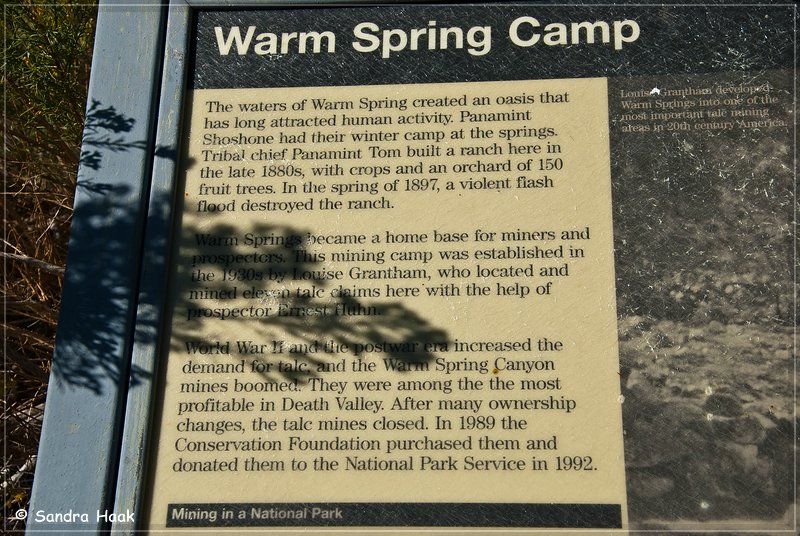 Warm Spring Camp
The waters of Warm Spring created an oasis that
has long attracted human activity. Panamint
Shoshone had their winter camp at the springs.
Tribal chief Panamint Tom built a ranch here in
the late 1880s, with crops and an orchard of 150
fruit trees. In the spring of 1897, a violent flash
flood destroyed the ranch.
Warm Springs became a home base for miners and
prospectors. This mining camp was established in
the 1930s by Louise Grantham, who located and
mined eleven talc claims here with the help of
prospector Ernest Huhn.
World War II and the postwar era increased the
demand for talc, and the Warm Spring Canyon
mines boomed. They were among the the most
profitable in Death Valley. After many ownership
changes, the talc mines closed. In 1989 the
Conservation Foundation purchased them and
donated them to the National Park Service in 1992.
Mining in a National Park
Louise Grantham developed
Warm Springs into one of the
most important talc mining
areas in 20th century America.
© Sandra Haak